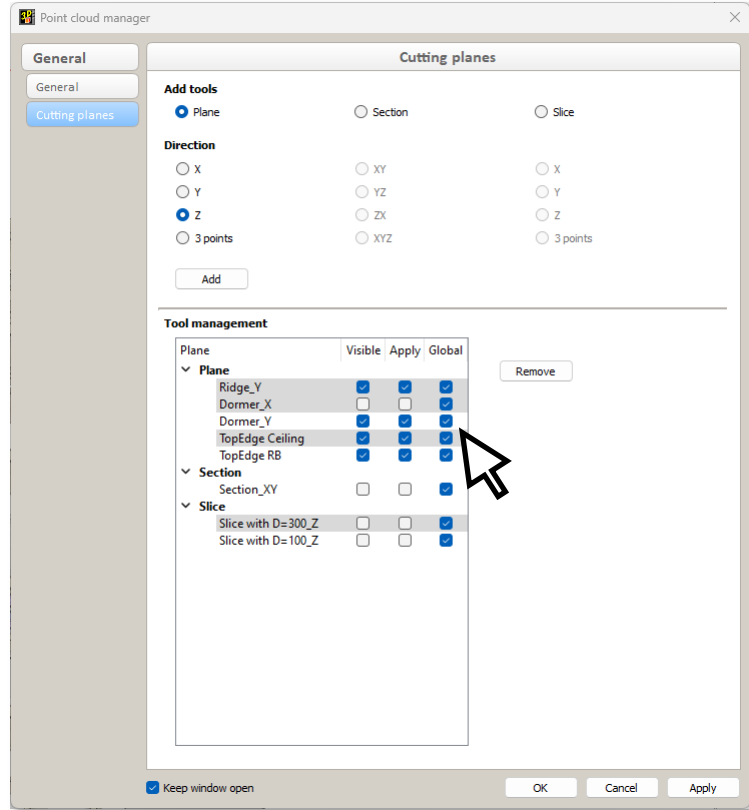 Point cloud manager
General
General
Cutting planes
Cutting planes
Add tools
Plane Section Slice
Direction
X XY X
Y YZ Y
Z ZX Z
3 points XYZ 3 points
Add
Tool management
Plane Visible Apply Global
Remove
Plane
Ridge_Y
Dormer_X
Dormer_Y
TopEdge Ceiling
TopEdge RB
Section
Section_XY
Slice
Slice with D=300_Z
Slice with D=100_Z
Keep window open OK Cancel Apply